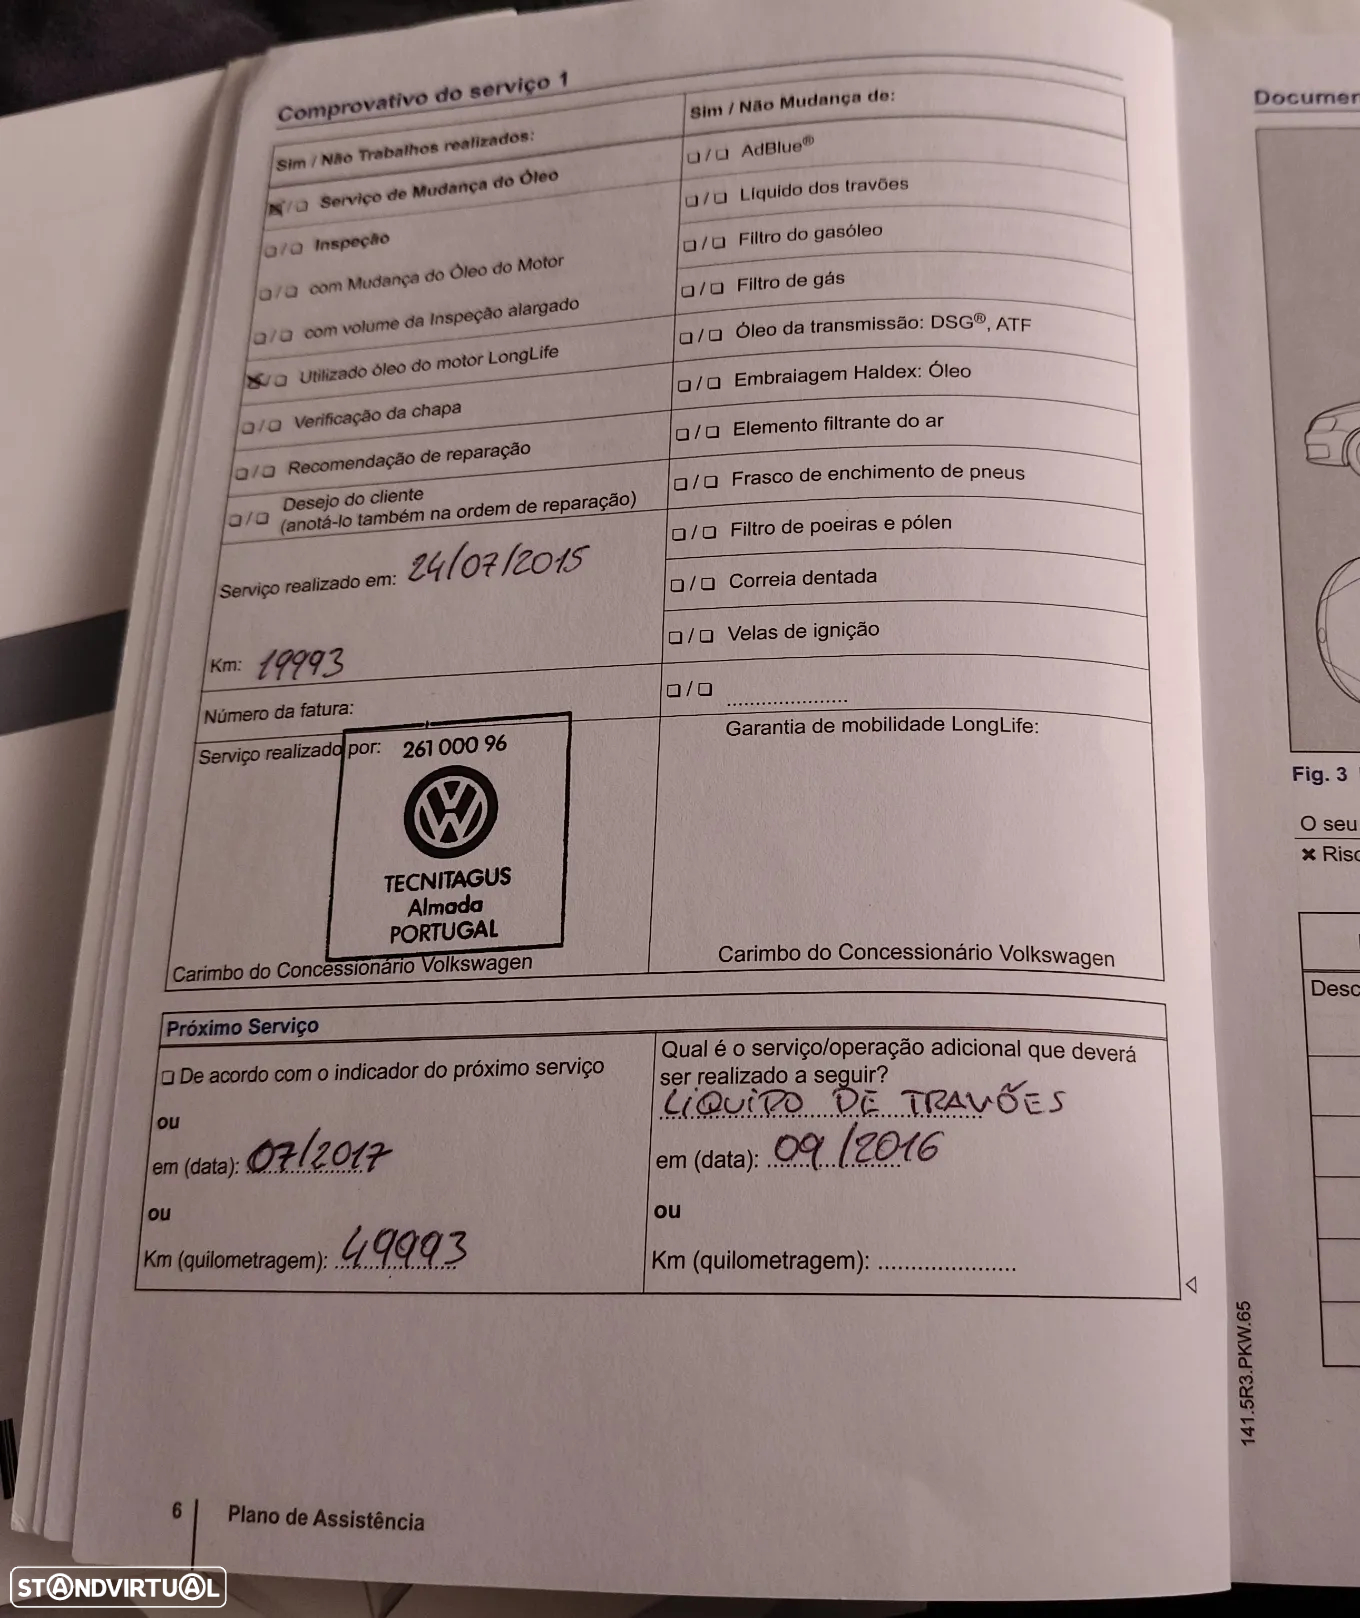 Comprovativo do serviço 1
Sim / Não Trabalhos realizados:
☒/❏ Serviço de Mudança do Óleo
❏/❏ Inspeção
❏/❏ com Mudança do Óleo do Motor
❏/❏ com volume da Inspeção alargado
☒/❏ Utilizado óleo do motor LongLife
❏/❏ Verificação da chapa
❏/❏ Recomendação de reparação
❏/❏ Desejo do cliente
(anotá-lo também na ordem de reparação)
Serviço realizado em: 24/07/2015
Km: 19993
Número da fatura:
Serviço realizado por: 261 000 96
TECNITAGUS
Almada
PORTUGAL
Carimbo do Concessionário Volkswagen
Sim / Não Mudança de:
❏/❏ AdBlue®
❏/❏ Líquido dos travões
❏/❏ Filtro do gasóleo
❏/❏ Filtro de gás
❏/❏ Óleo da transmissão: DSG®, ATF
❏/❏ Embraiagem Haldex: Óleo
❏/❏ Elemento filtrante do ar
❏/❏ Frasco de enchimento de pneus
❏/❏ Filtro de poeiras e pólen
❏/❏ Correia dentada
❏/❏ Velas de ignição
❏/❏ .....................
Garantia de mobilidade LongLife:
Carimbo do Concessionário Volkswagen
Próximo Serviço
❏ De acordo com o indicador do próximo serviço
ou
em (data): 07/2017
ou
Km (quilometragem): 49993
Qual é o serviço/operação adicional que deverá
ser realizado a seguir?
LÍQUIDO DE TRAVÕES
em (data): 09/2016
ou
Km (quilometragem): .....................
6 Plano de Assistência
141.5R3.PKW.65
Documen
Fig. 3
O seu
✖ Risc
Desc
STANDVIRTUAL